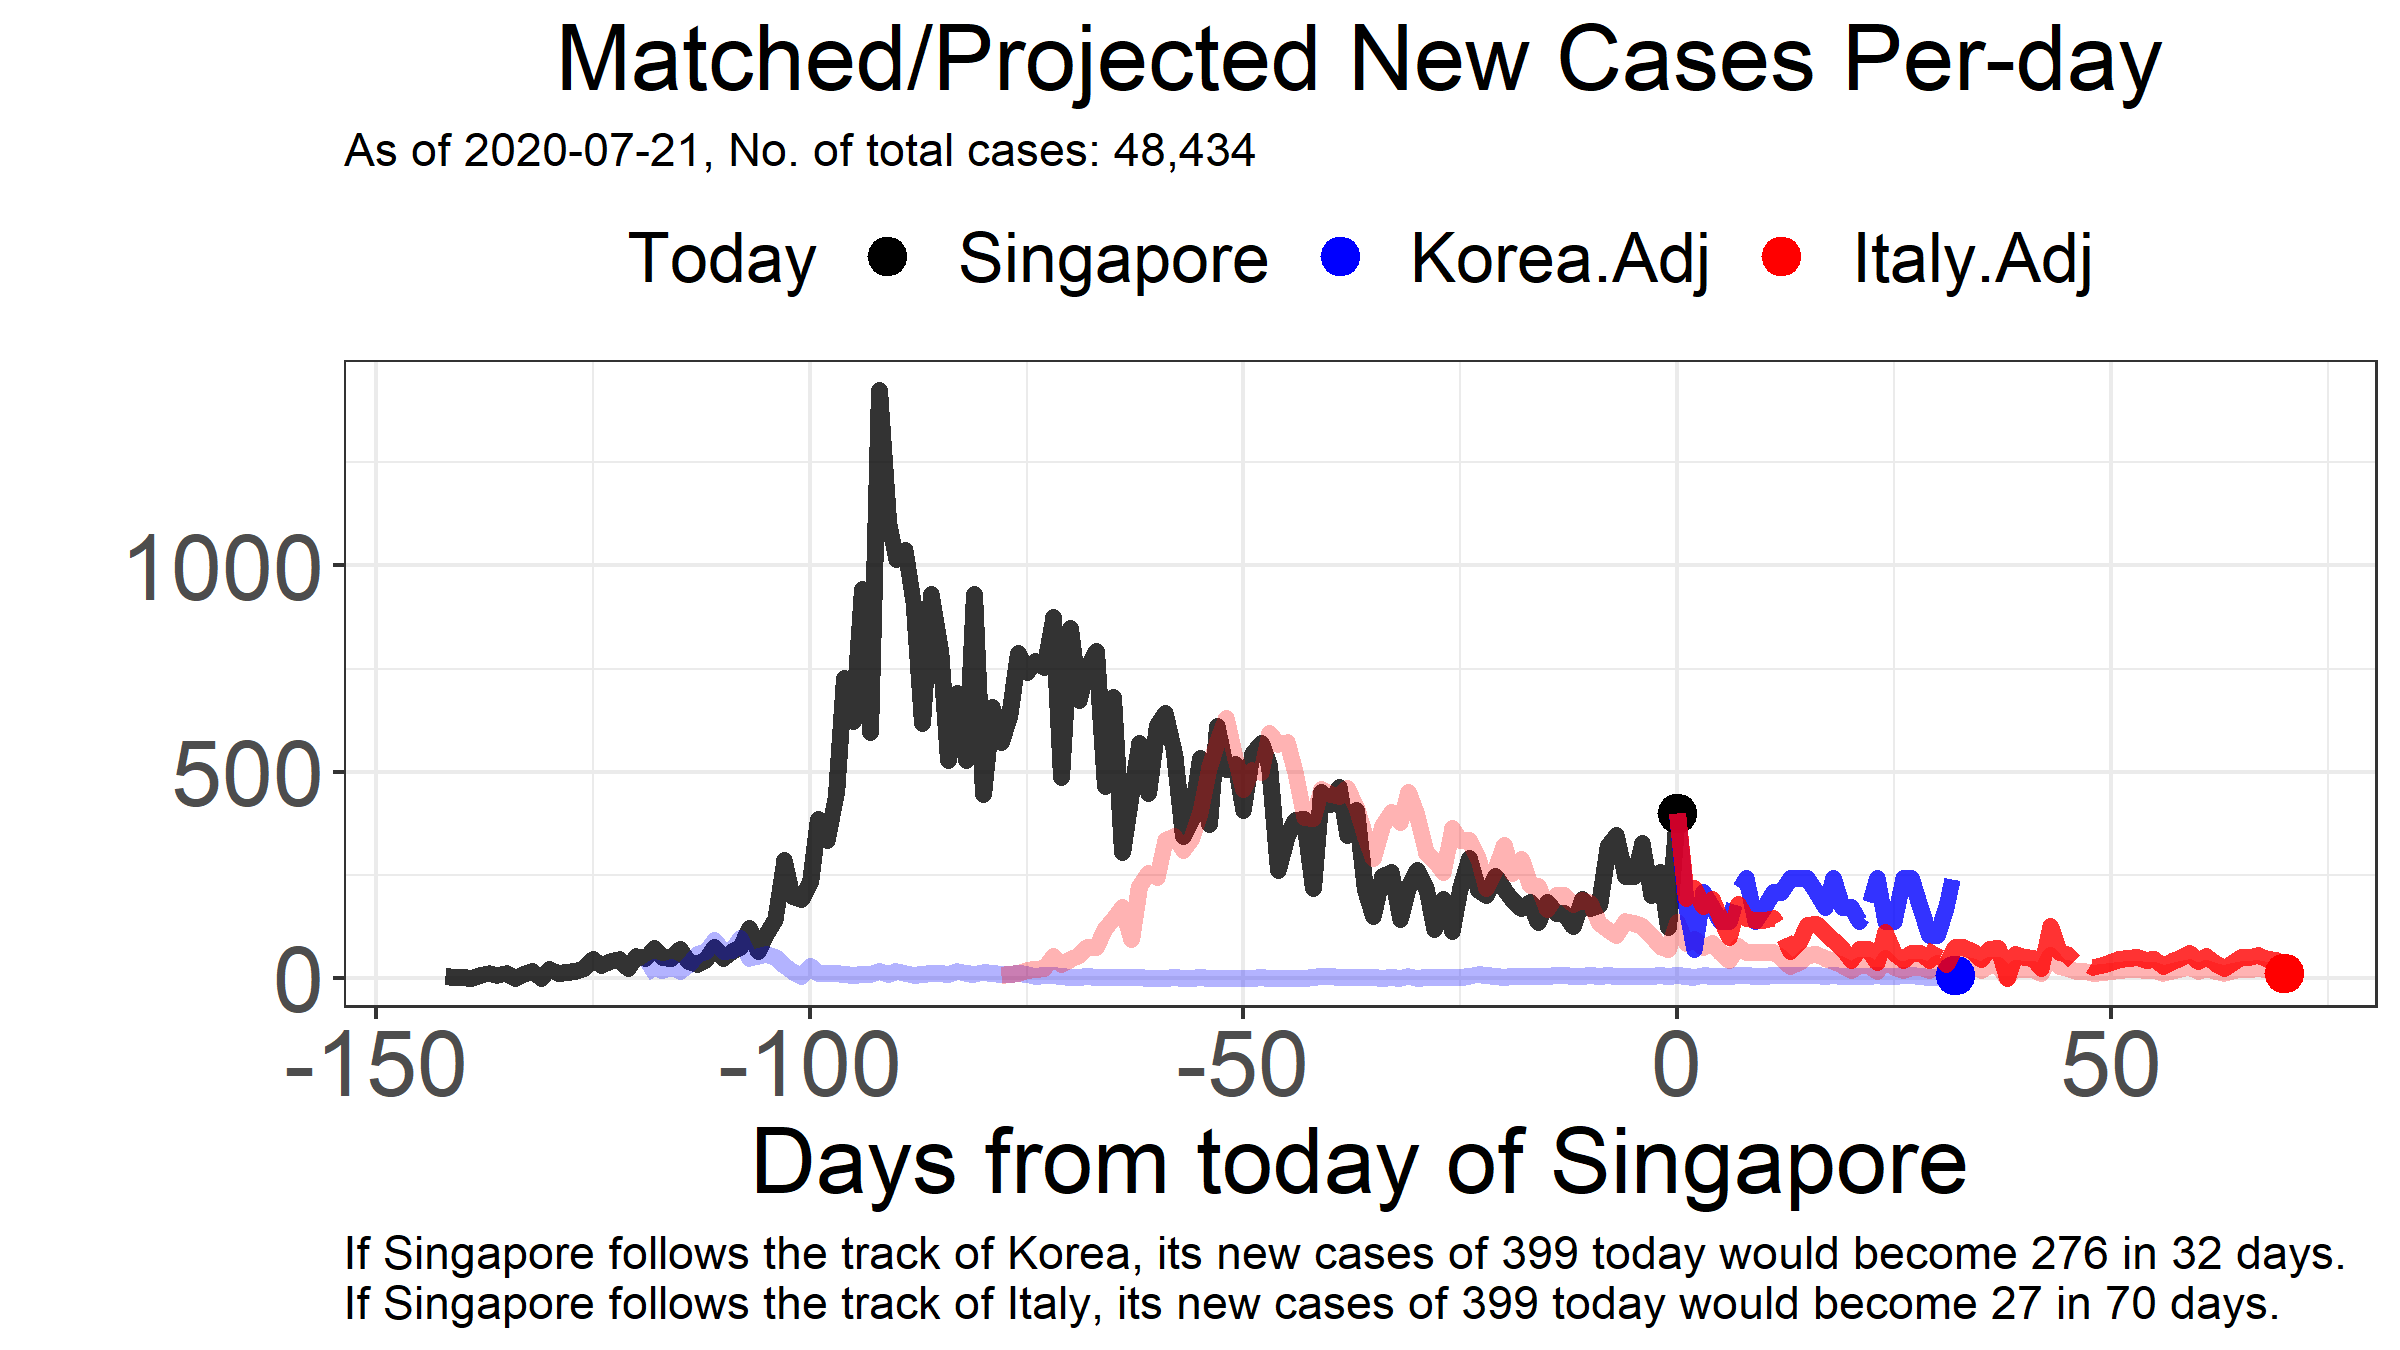 Matched/Projected New Cases Per-day
As of 2020-07-21, No. of total cases: 48,434
Today Singapore Korea.Adj Italy.Adj
1000
500
0
-150 -100 -50 0 50
Days from today of Singapore
If Singapore follows the track of Korea, its new cases of 399 today would become 276 in 32 days.
If Singapore follows the track of Italy, its new cases of 399 today would become 27 in 70 days.